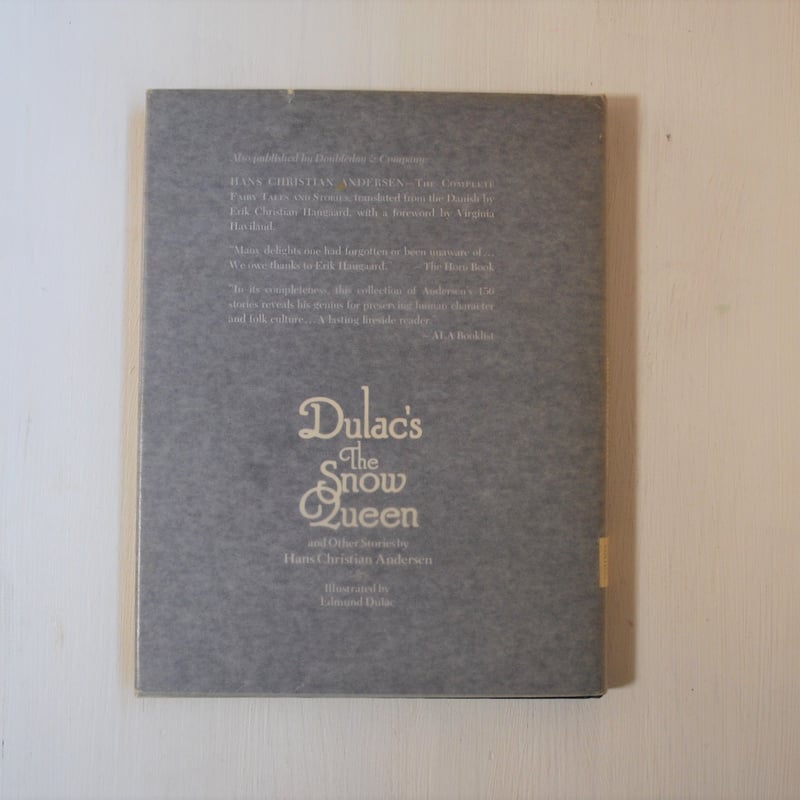 Also published by Doubleday & Company:
HANS CHRISTIAN ANDERSEN—THE COMPLETE
FAIRY TALES AND STORIES, translated from the Danish by
Erik Christian Haugaard, with a foreword by Virginia
Haviland.
"Many delights one had forgotten or been unaware of...
We owe thanks to Erik Haugaard. — The Horn Book
"In its completeness, this collection of Andersen's 156
stories reveals his genius for preserving human character
and folk culture... A lasting fireside reader."
— ALA Booklist
Dulac's
The
Snow
Queen
and Other Stories by
Hans Christian Andersen
Illustrated by
Edmund Dulac